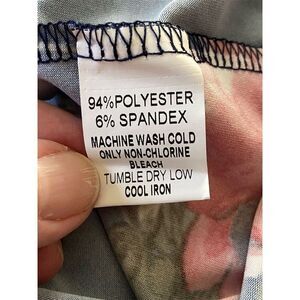 94%POLYESTER
6% SPANDEX
MACHINE WASH COLD
ONLY NON-CHLORINE
BLEACH
TUMBLE DRY LOW
COOL IRON